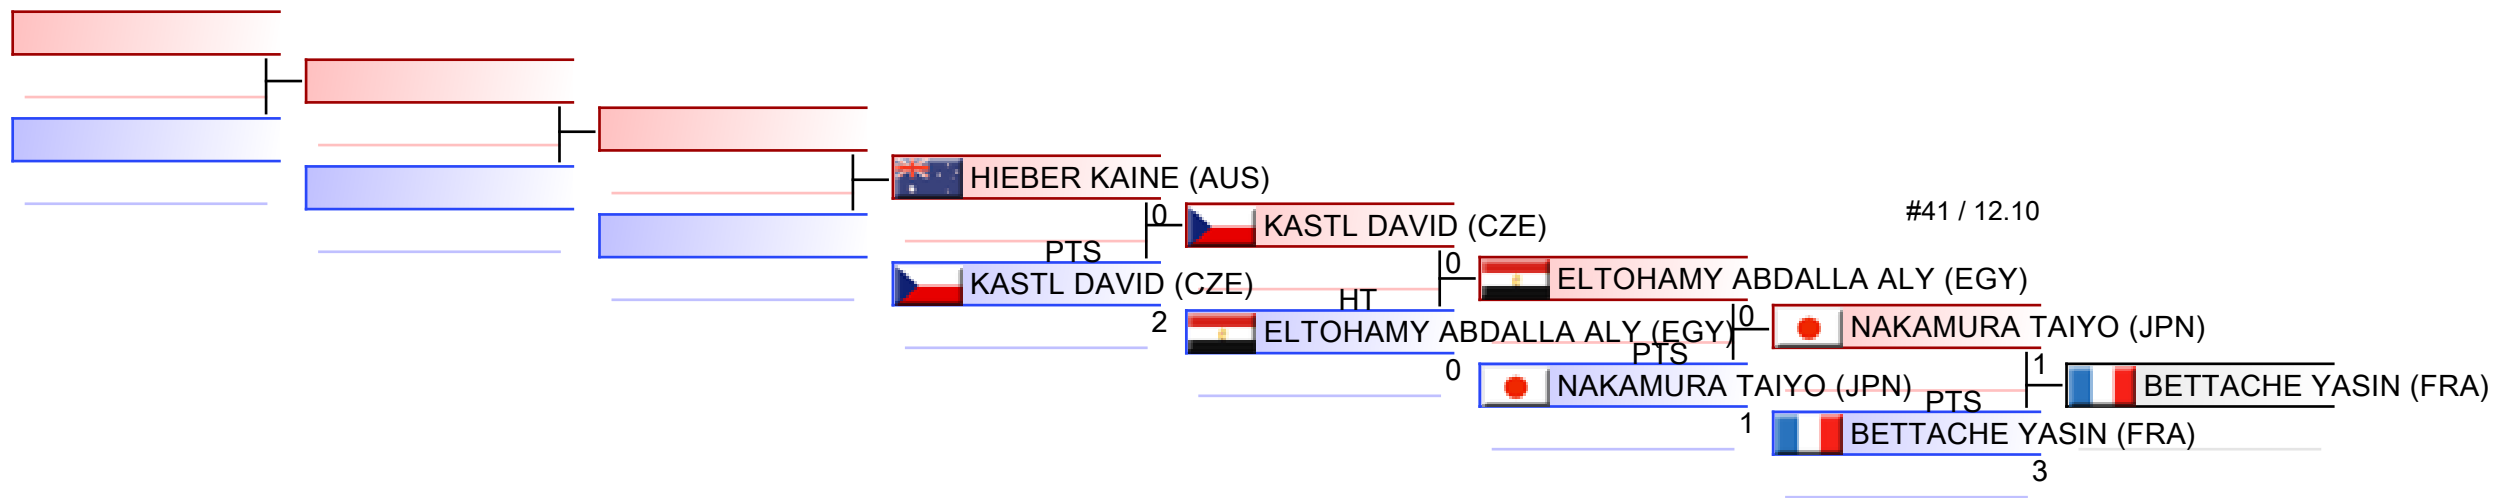 HIEBER KAINE (AUS)
#41 / 12.10
0
KASTL DAVID (CZE)
PTS
0
KASTL DAVID (CZE)
ELTOHAMY ABDALLA ALY (EGY)
HT
2
ELTOHAMY ABDALLA ALY (EGY)
0
NAKAMURA TAIYO (JPN)
PTS
0
NAKAMURA TAIYO (JPN)
1
BETTACHE YASIN (FRA)
PTS
1
BETTACHE YASIN (FRA)
3